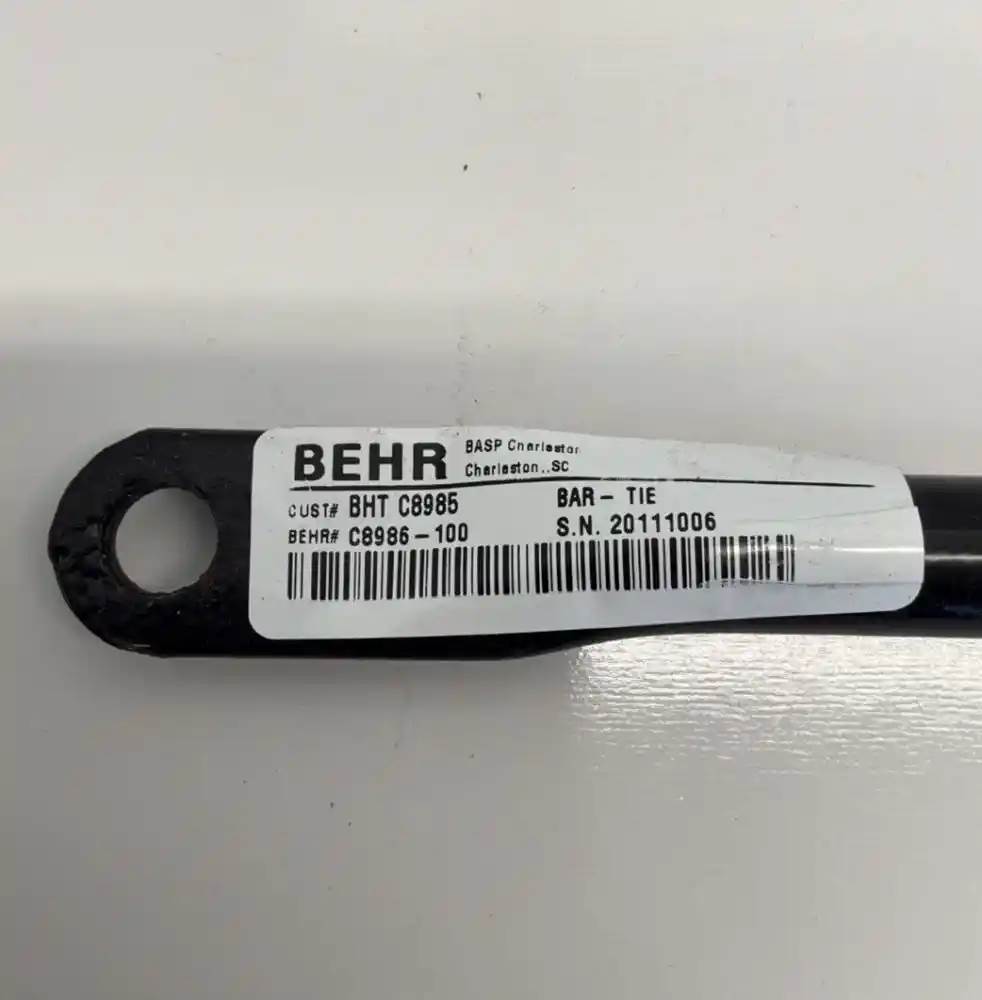 BEHR
BASP Charleston
Charleston,.SC
CUST# BHT C8985
BAR - TIE
BEHR# C8986-100
S.N. 20111006